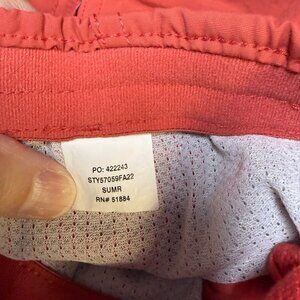 PO: 422243
STY57059FA22
SUMR
RN# 51884